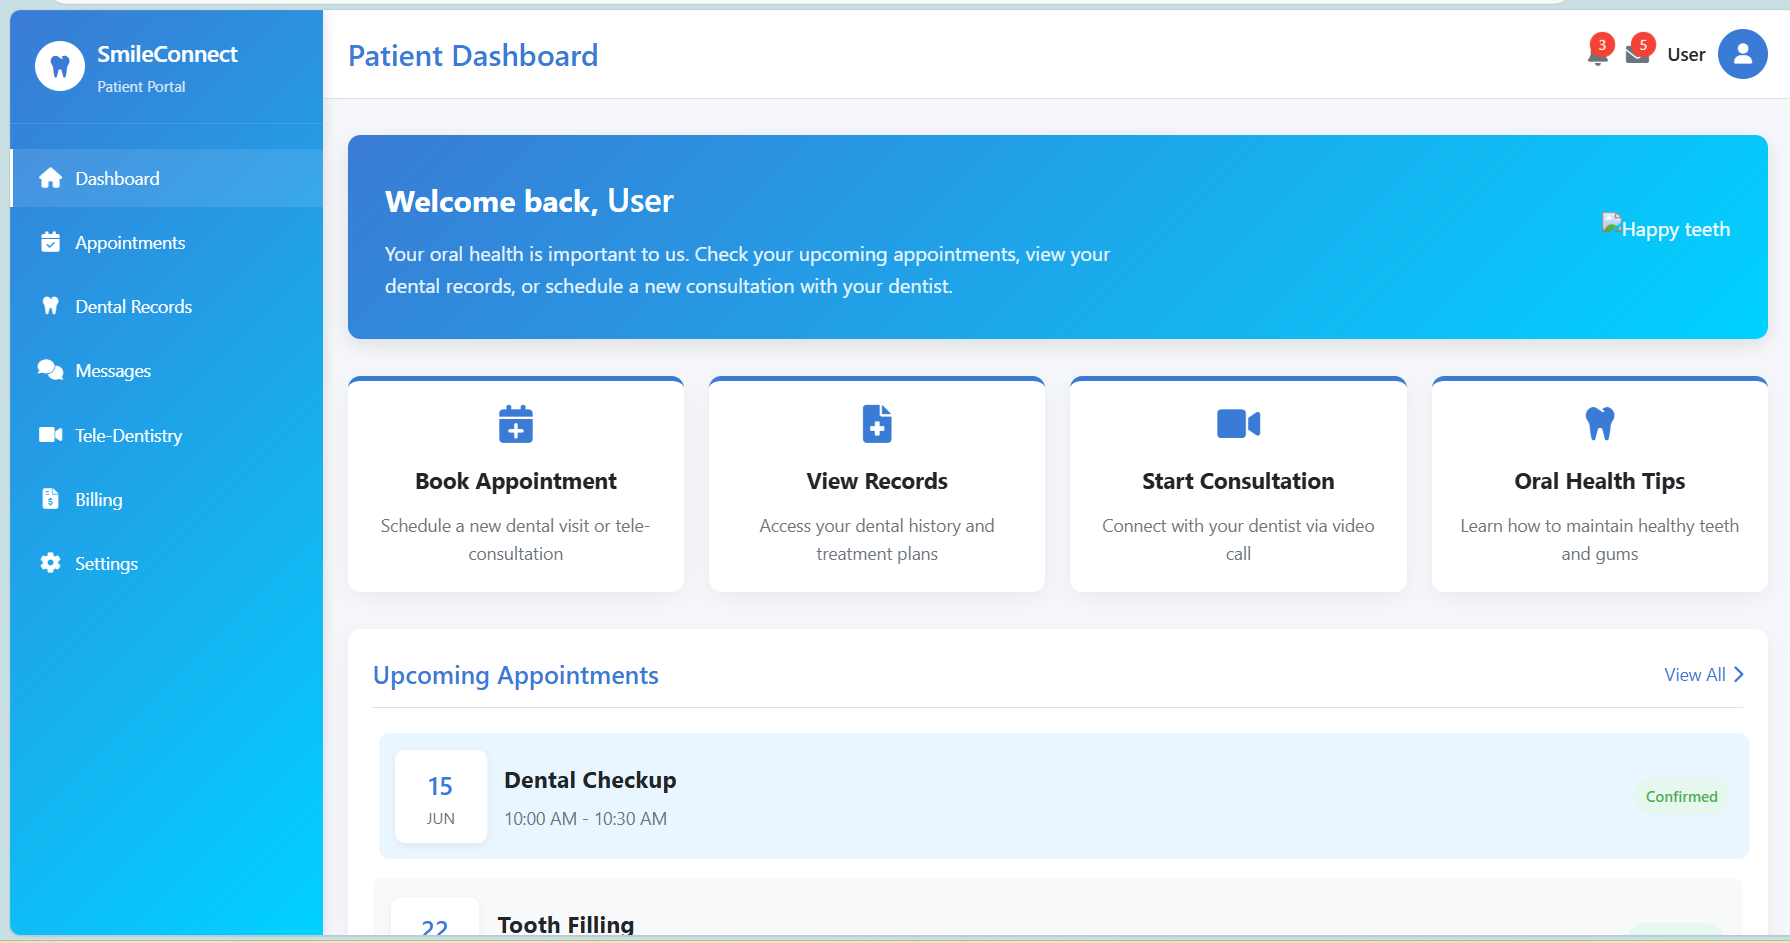 SmileConnect
Patient Portal
Dashboard
Appointments
Dental Records
Messages
Tele-Dentistry
Billing
Settings
Patient Dashboard
3
5
User
Welcome back, User
Your oral health is important to us. Check your upcoming appointments, view your
dental records, or schedule a new consultation with your dentist.
Happy teeth
Book Appointment
Schedule a new dental visit or tele-
consultation
View Records
Access your dental history and
treatment plans
Start Consultation
Connect with your dentist via video
call
Oral Health Tips
Learn how to maintain healthy teeth
and gums
Upcoming Appointments
View All
15
JUN
Dental Checkup
10:00 AM - 10:30 AM
Confirmed
22
Tooth Filling